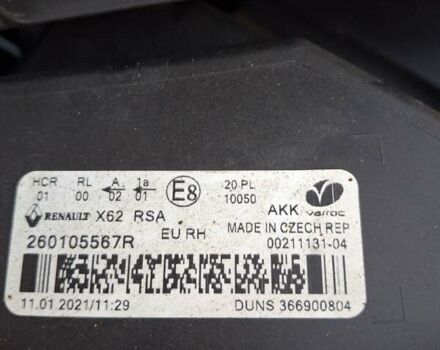 HCR RL A 1a E8 20 PL
01 00 02 01 10050
RENAULT X62 RSA AKK varroc
260105567R EU RH MADE IN CZECH REP
00211131-04
11.01 2021/11:29 DUNS 366900804